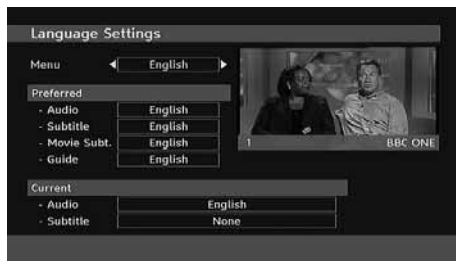 Language Settings
Menu English
Preferred
- Audio English
- Subtitle English
- Movie Subt. English
- Guide English
1 BBC ONE
Current
- Audio English
- Subtitle None